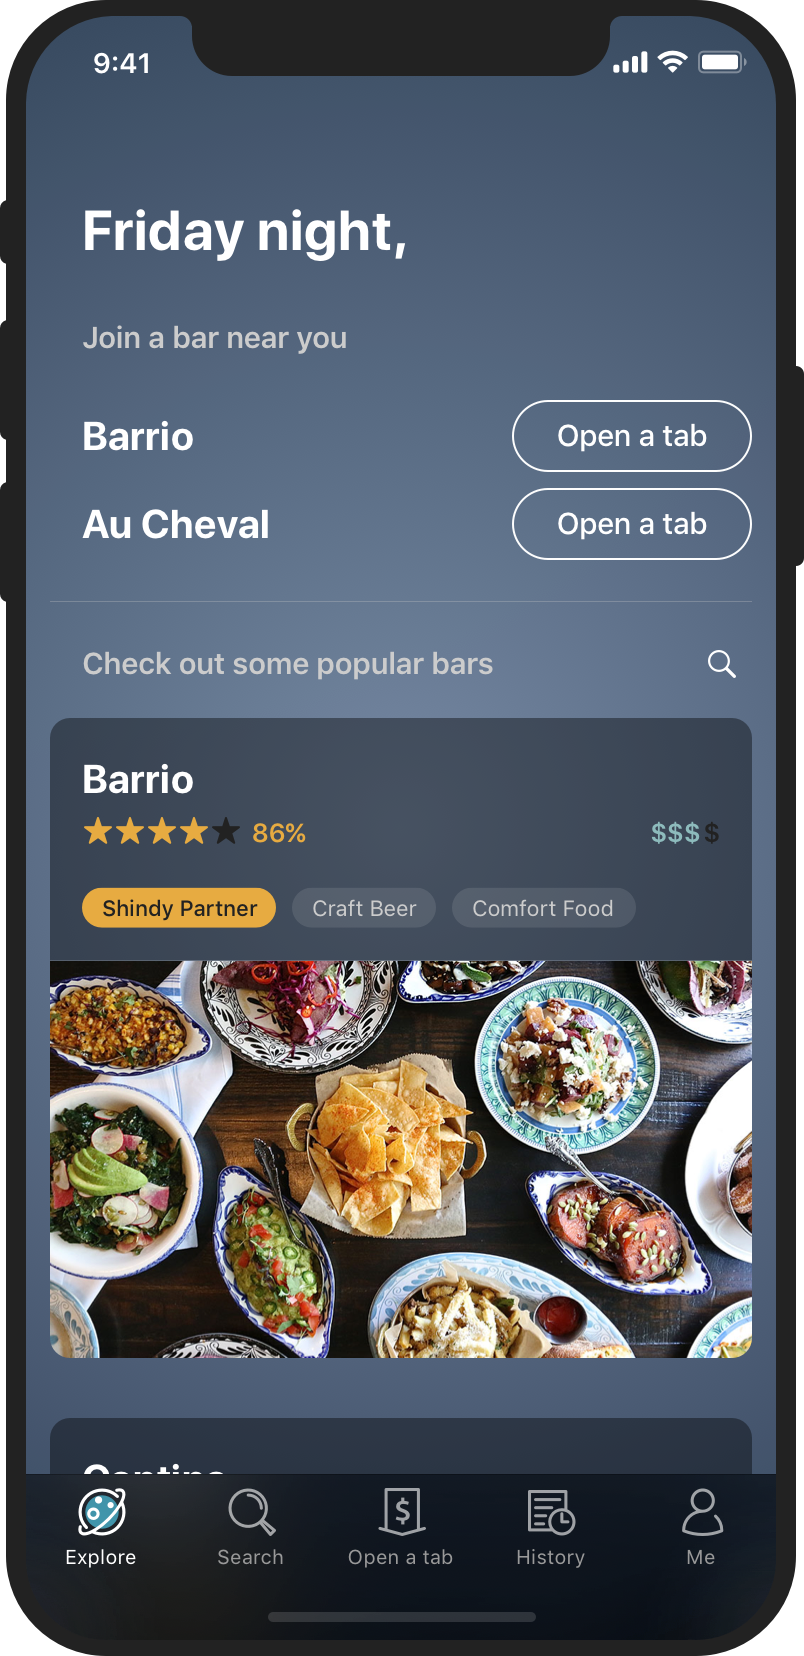 9:41
Friday night,
Join a bar near you
Barrio
Open a tab
Au Cheval
Open a tab
Check out some popular bars
Barrio
86%
$$$$
Shindy Partner
Craft Beer
Comfort Food
$
Explore
Search
Open a tab
History
Me